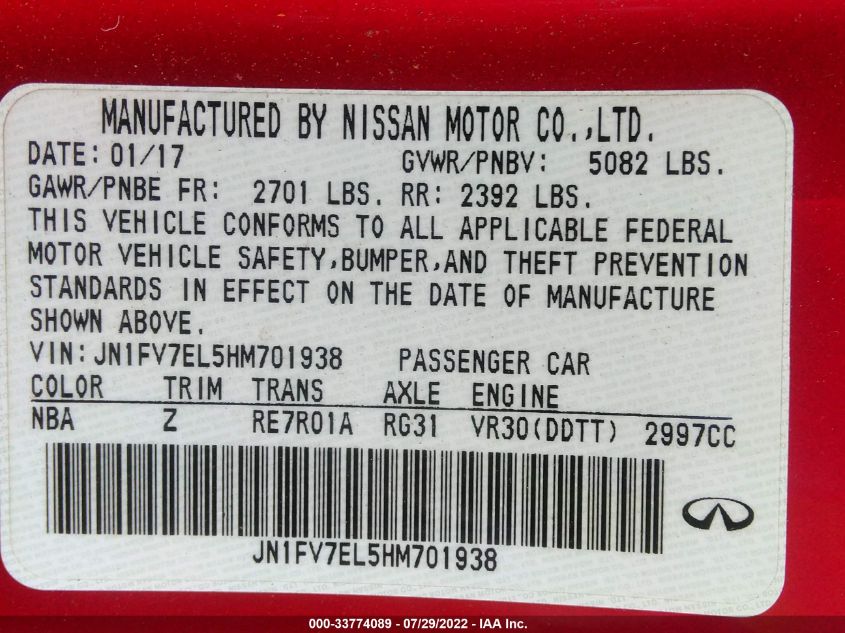 MANUFACTURED BY NISSAN MOTOR CO.,LTD.
DATE: 01/17 GVWR/PNBV: 5082 LBS.
GAWR/PNBE FR: 2701 LBS. RR: 2392 LBS.
THIS VEHICLE CONFORMS TO ALL APPLICABLE FEDERAL
MOTOR VEHICLE SAFETY,BUMPER,AND THEFT PREVENTION
STANDARDS IN EFFECT ON THE DATE OF MANUFACTURE
SHOWN ABOVE.
VIN:JN1FV7EL5HM701938 PASSENGER CAR
COLOR TRIM TRANS AXLE ENGINE
NBA Z RE7R01A RG31 VR30(DDTT) 2997CC
JN1FV7EL5HM701938
000-33774089 - 07/29/2022 - IAA Inc.